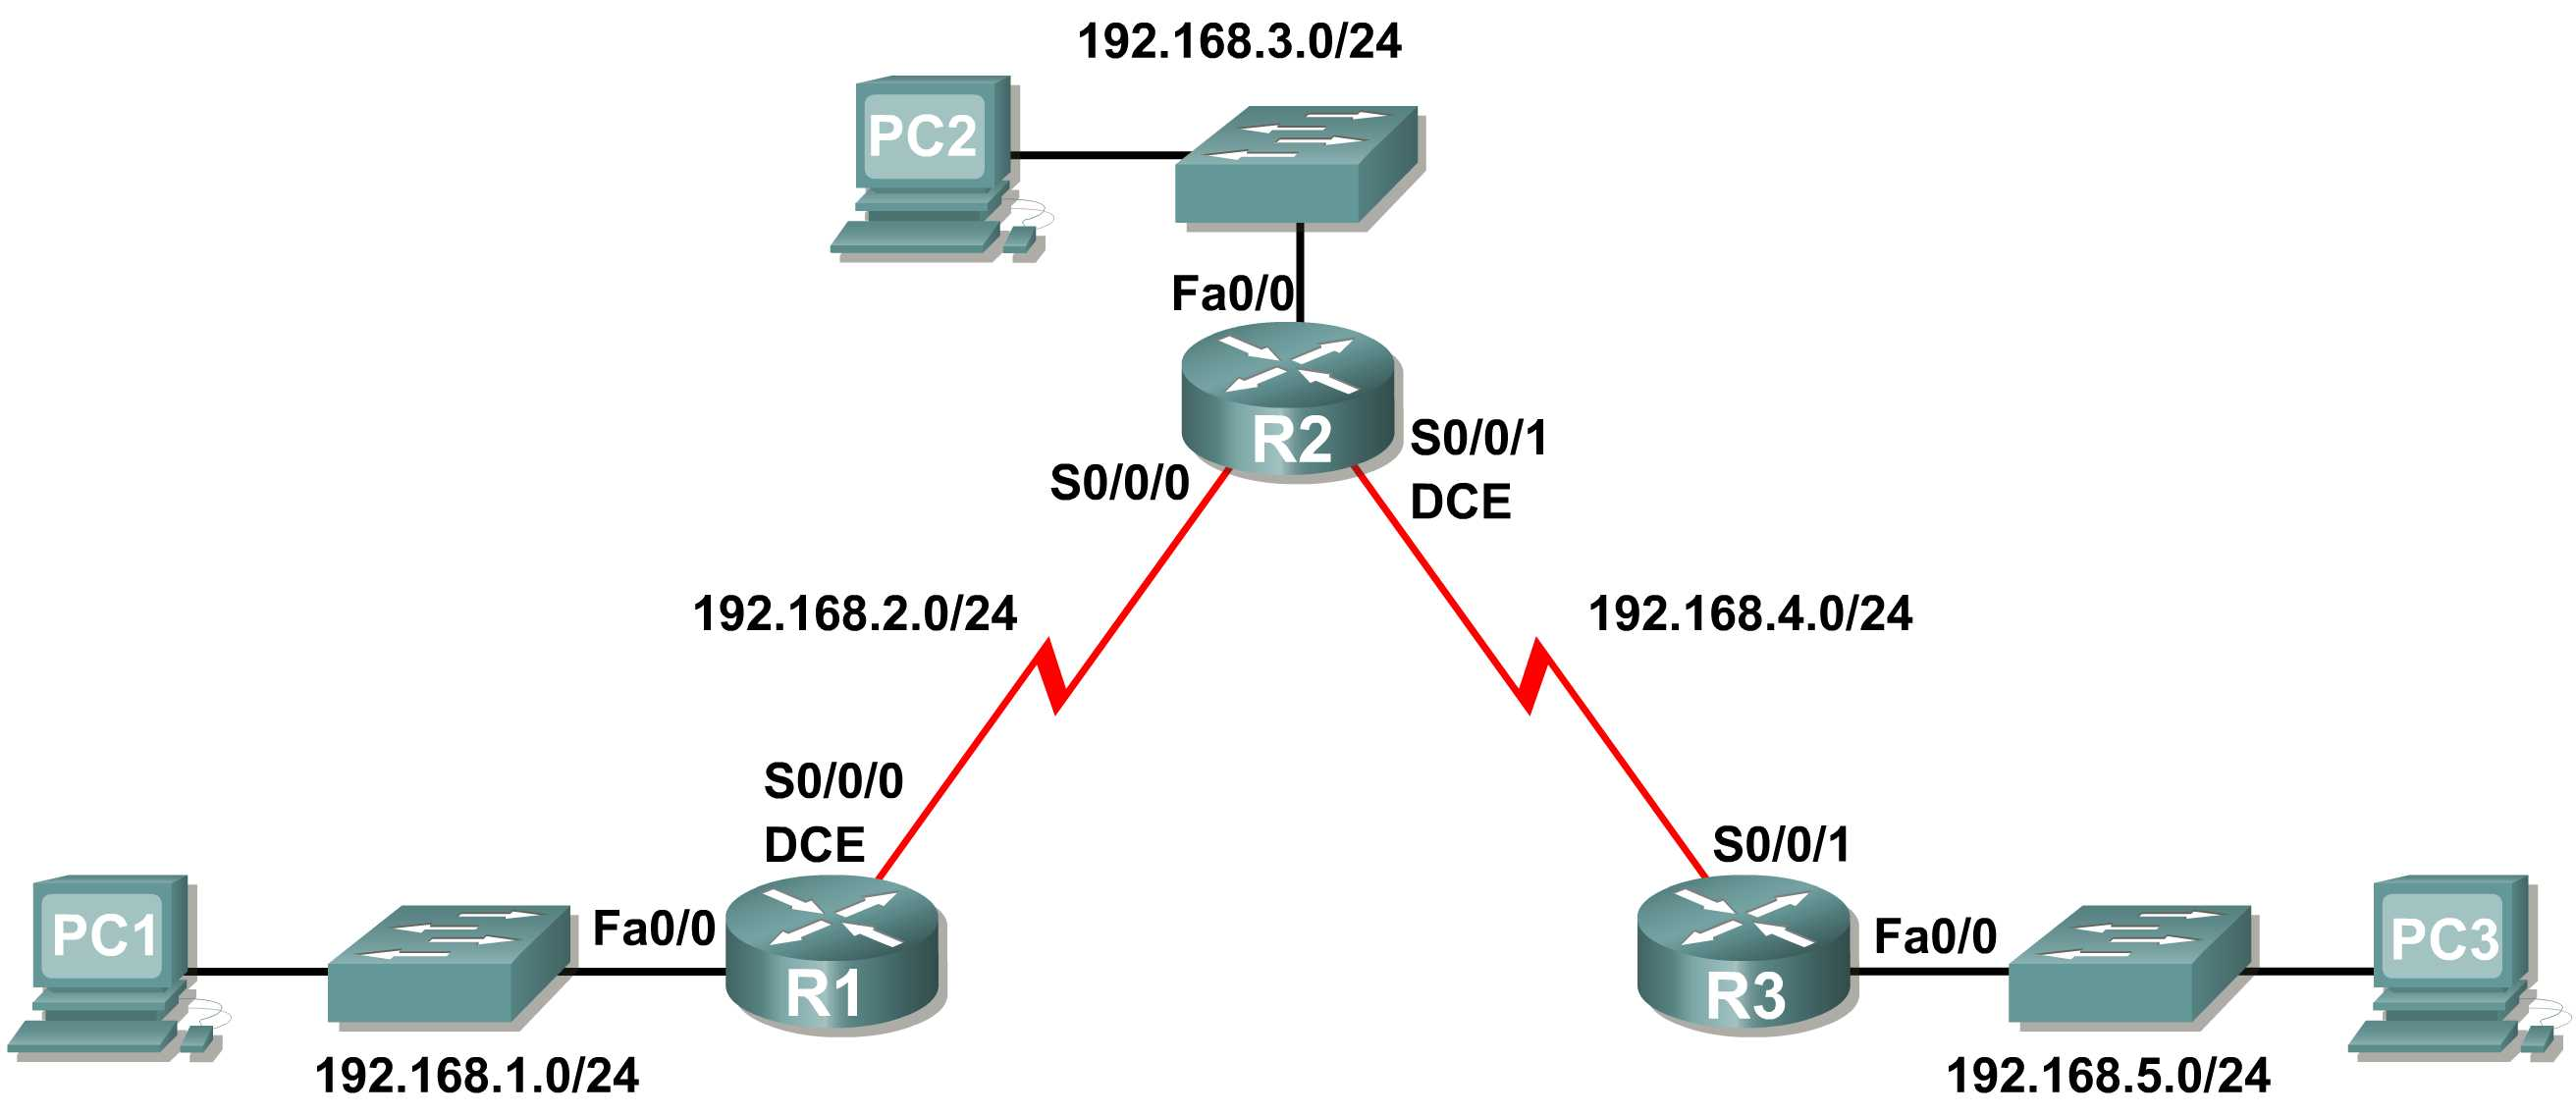 192.168.3.0/24
PC2
Fa0/0
R2
S0/0/0
S0/0/1
DCE
192.168.2.0/24
192.168.4.0/24
S0/0/0
DCE
S0/0/1
PC1
Fa0/0
R1
R3
Fa0/0
PC3
192.168.1.0/24
192.168.5.0/24